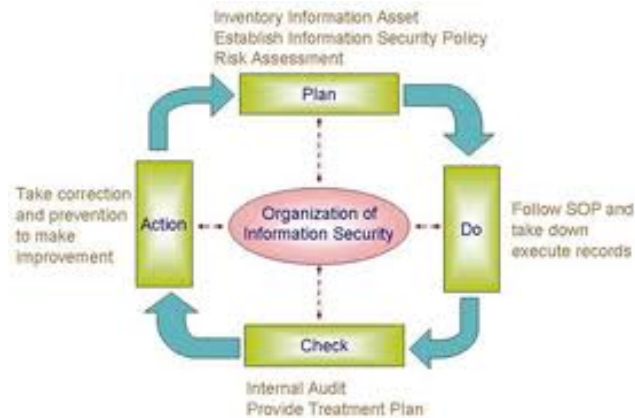 Inventory Information Asset
Establish Information Security Policy
Risk Assessment
Plan
Take correction
and prevention
to make
improvement
Action
Organization of
Information Security
Do
Follow SOP and
take down
execute records
Check
Internal Audit
Provide Treatment Plan